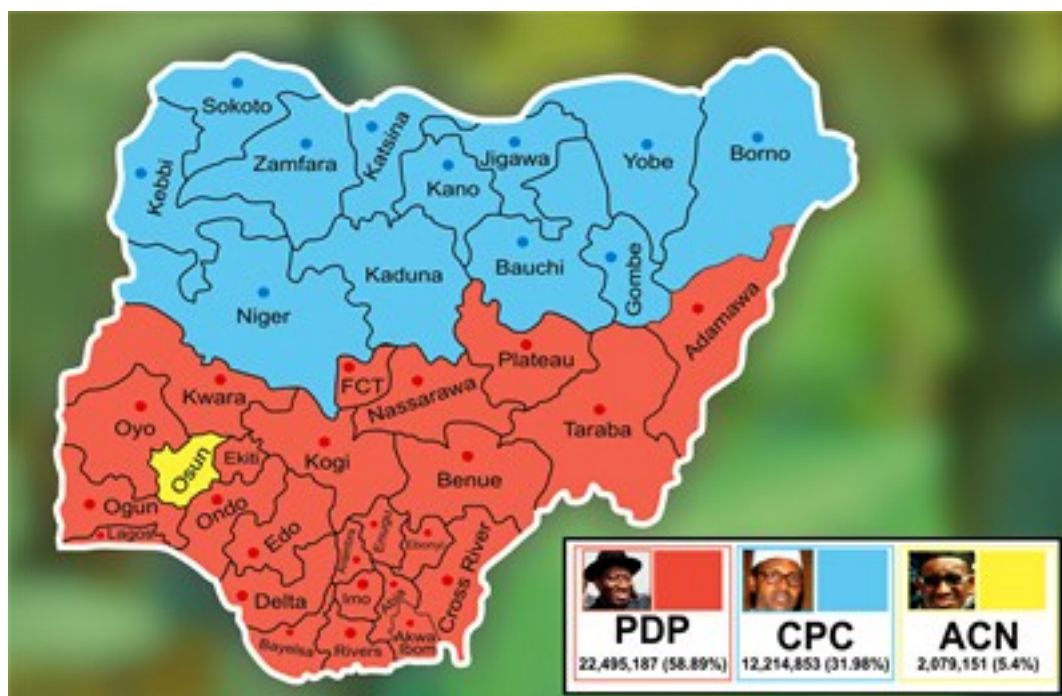 Sokoto
Zamfara
Katsina
Kebbi
Kano
Jigawa
Yobe
Borno
Kaduna
Bauchi
Gombe
Niger
Adamawa
Plateau
FCT
Nassarawa
Kwara
Taraba
Oyo
Osun
Ekiti
Kogi
Benue
Ogun
Ondo
Lagos
Edo
Enugu
Ebonyi
Cross River
Delta
Imo
Abia
Bayelsa
Rivers
Akwa
Ibom
PDP
22,495,187 (58.89%)
CPC
12,214,853 (31.98%)
ACN
2,079,151 (5.4%)